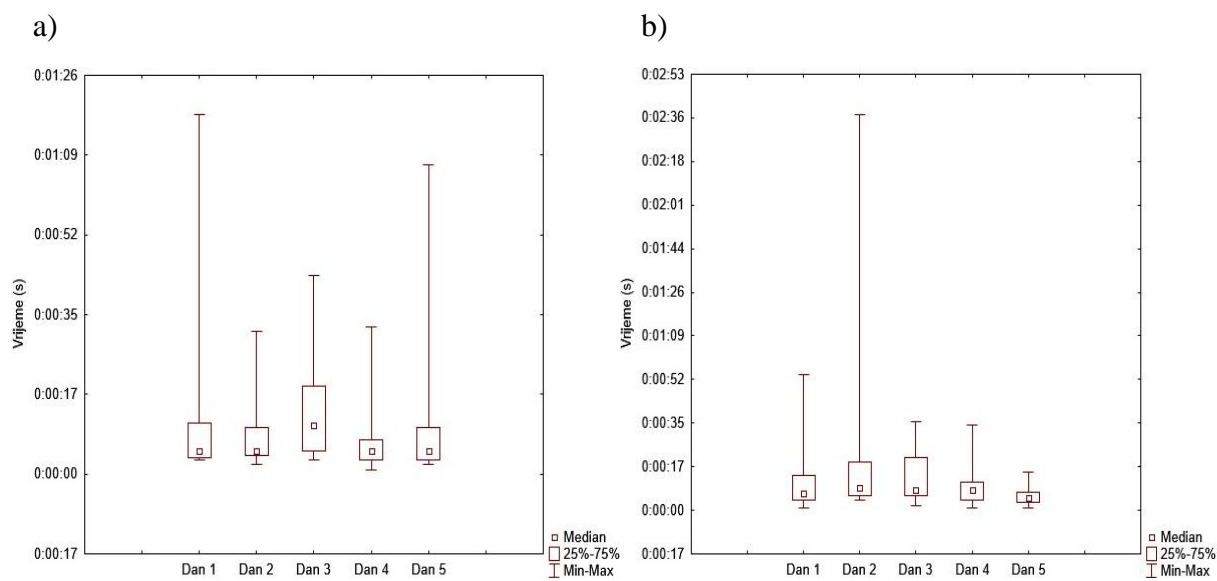 a)
0:01:26
0:01:09
0:00:52
0:00:35
0:00:17
0:00:00
0:00:17
Vrijeme (s)
Dan 1 Dan 2 Dan 3 Dan 4 Dan 5
Median
25%-75%
Min-Max
b)
0:02:53
0:02:36
0:02:18
0:02:01
0:01:44
0:01:26
0:01:09
0:00:52
0:00:35
0:00:17
0:00:00
0:00:17
Vrijeme (s)
Dan 1 Dan 2 Dan 3 Dan 4 Dan 5
Median
25%-75%
Min-Max